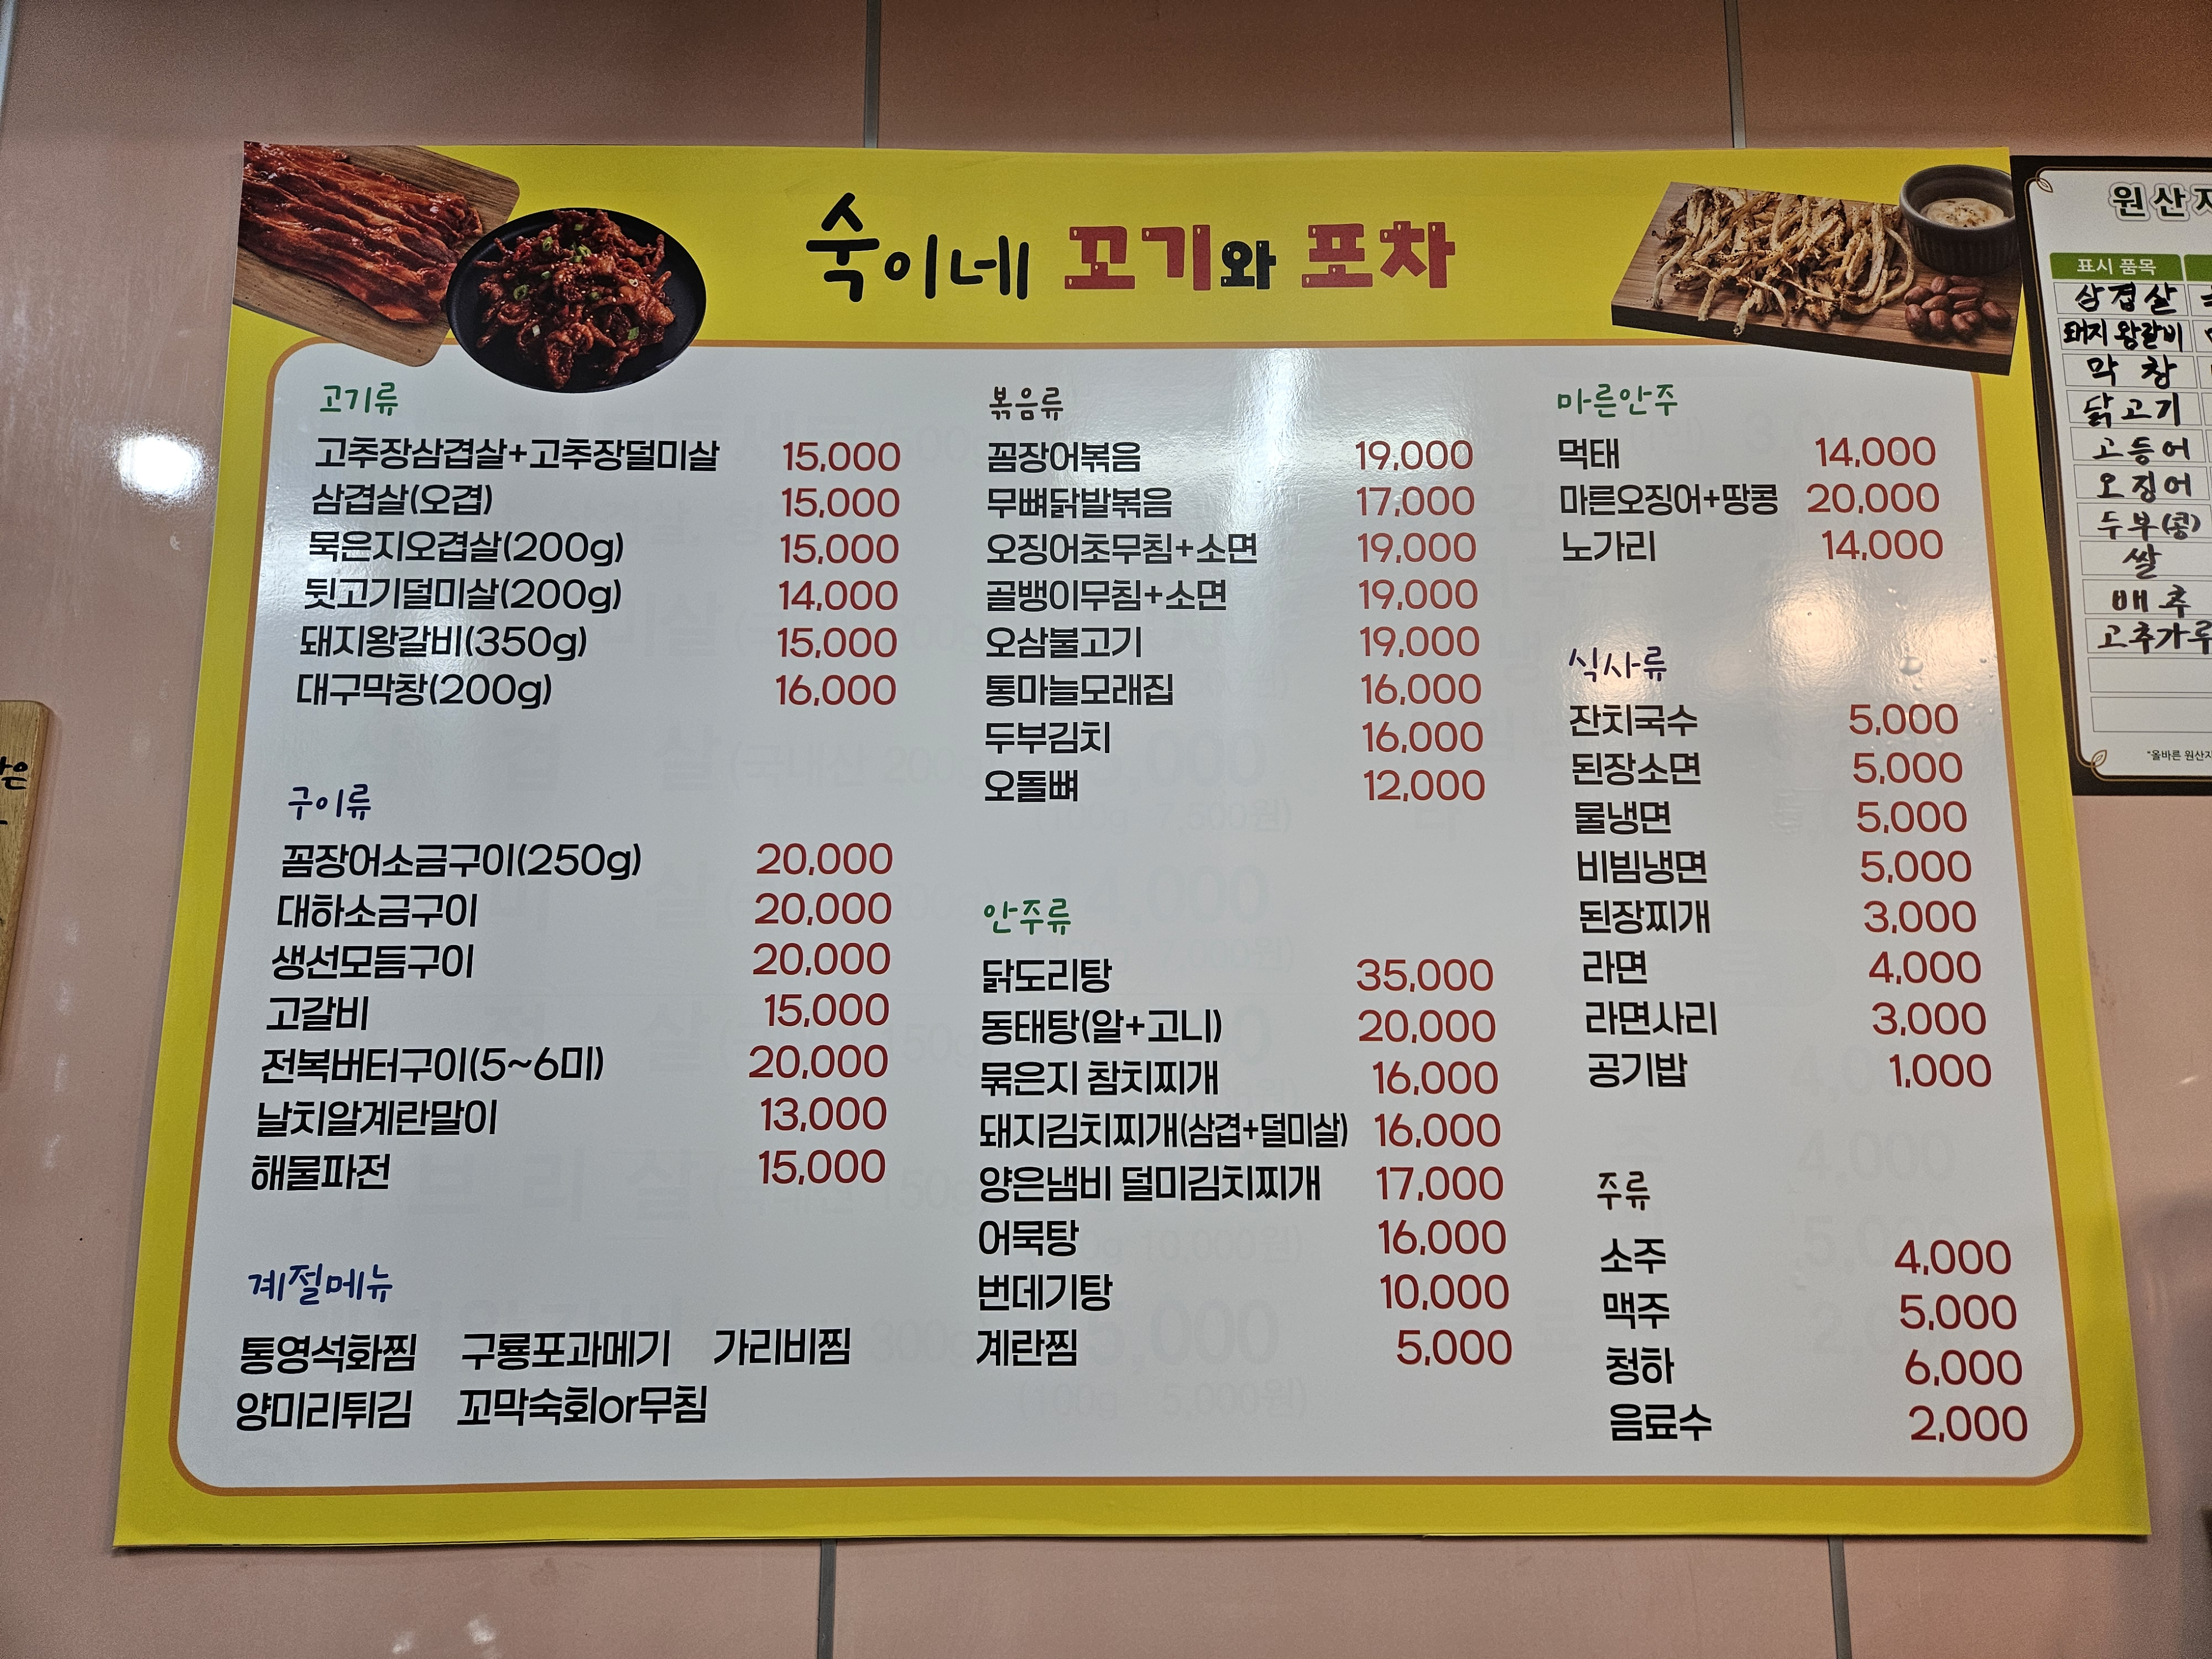 숙이네 꼬기와 포차
고기류
고추장삼겹살+고추장덜미살 15,000
삼겹살(오겹) 15,000
묵은지오겹살(200g) 15,000
뒷고기덜미살(200g) 14,000
돼지왕갈비(350g) 15,000
대구막창(200g) 16,000
구이류
꼼장어소금구이(250g) 20,000
대하소금구이 20,000
생선모듬구이 20,000
고갈비 15,000
전복버터구이(5~6미) 20,000
날치알계란말이 13,000
해물파전 15,000
계절메뉴
통영석화찜 구룡포과메기 가리비찜
양미리튀김 꼬막숙회or무침
볶음류
꼼장어볶음 19,000
무뼈닭발볶음 17,000
오징어초무침+소면 19,000
골뱅이무침+소면 19,000
오삼불고기 19,000
통마늘모래집 16,000
두부김치 16,000
오돌뼈 12,000
안주류
닭도리탕 35,000
동태탕(알+고니) 20,000
묶은지 참치찌개 16,000
돼지김치찌개(삼겹+덜미살) 16,000
양은냄비 덜미김치찌개 17,000
어묵탕 16,000
번데기탕 10,000
계란찜 5,000
마른안주
먹태 14,000
마른오징어+땅콩 20,000
노가리 14,000
식사류
잔치국수 5,000
된장소면 5,000
물냉면 5,000
비빔냉면 5,000
된장찌개 3,000
라면 4,000
라면사리 3,000
공기밥 1,000
주류
소주 4,000
맥주 5,000
청하 6,000
음료수 2,000
원산지
표시 품목
삼겹살
돼지 왕갈비
막창
닭고기
고등어
오징어
두부(콩)
쌀
배추
고추가루
"올바른 원산지